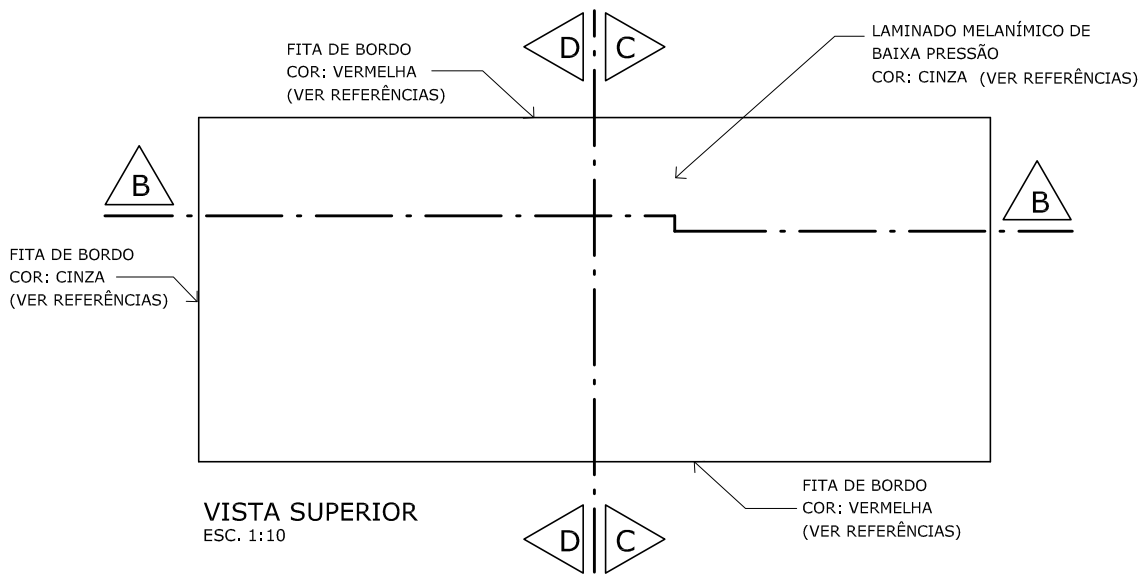 D C
LAMINADO MELANÍMICO DE
BAIXA PRESSÃO
COR: CINZA (VER REFERÊNCIAS)
FITA DE BORDO
COR: VERMELHA
(VER REFERÊNCIAS)
B
B
FITA DE BORDO
COR: CINZA
(VER REFERÊNCIAS)
FITA DE BORDO
COR: VERMELHA
(VER REFERÊNCIAS)
VISTA SUPERIOR
ESC. 1:10
D C